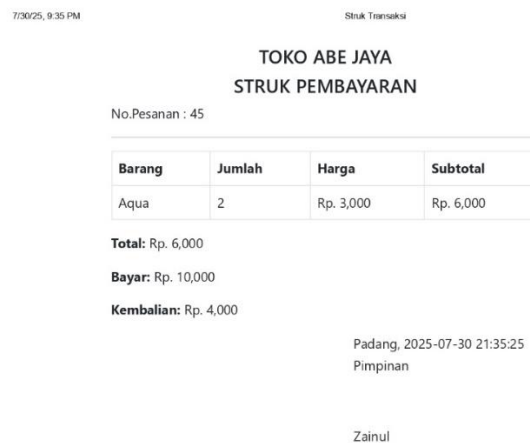 7/30/25, 9:35 PM Struk Transaksi
TOKO ABE JAYA
STRUK PEMBAYARAN
No.Pesanan : 45
Barang Jumlah Harga Subtotal
Aqua 2 Rp. 3,000 Rp. 6,000
Total: Rp. 6,000
Bayar: Rp. 10,000
Kembalian: Rp. 4,000
Padang, 2025-07-30 21:35:25
Pimpinan
Zainul